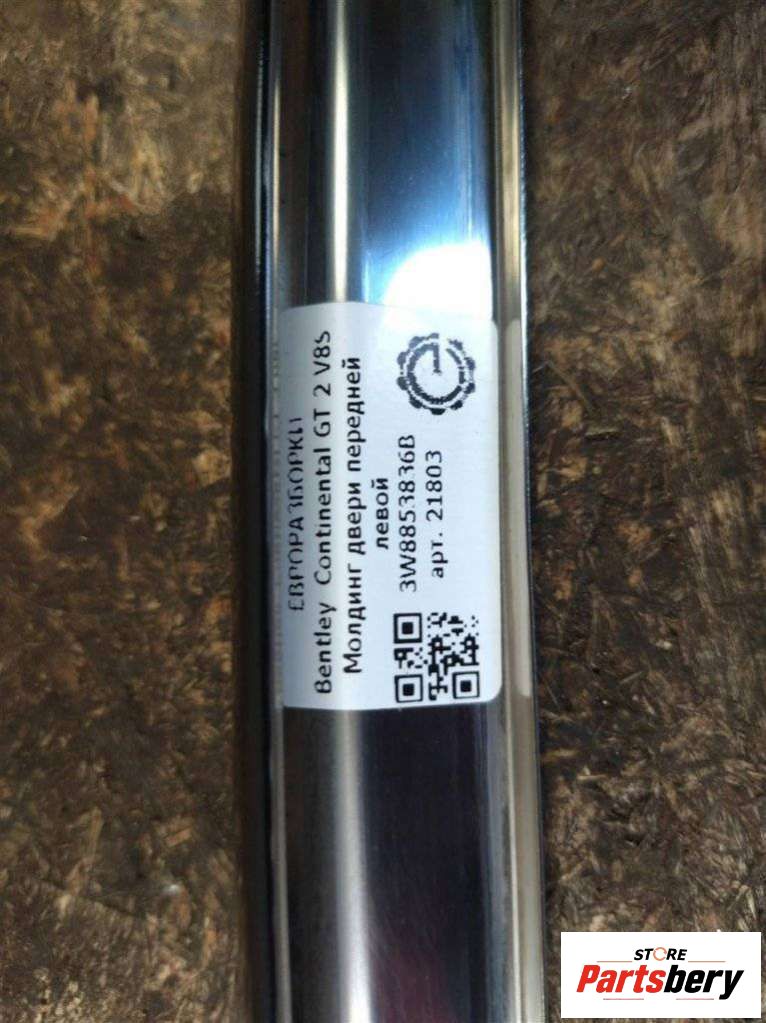 ЕВРОРАЗБОРКИ
Bentley Continental GT 2 V8S
Молдинг двери передней
левой
3W8853836B
арт. 21803
STORE
Partsbery